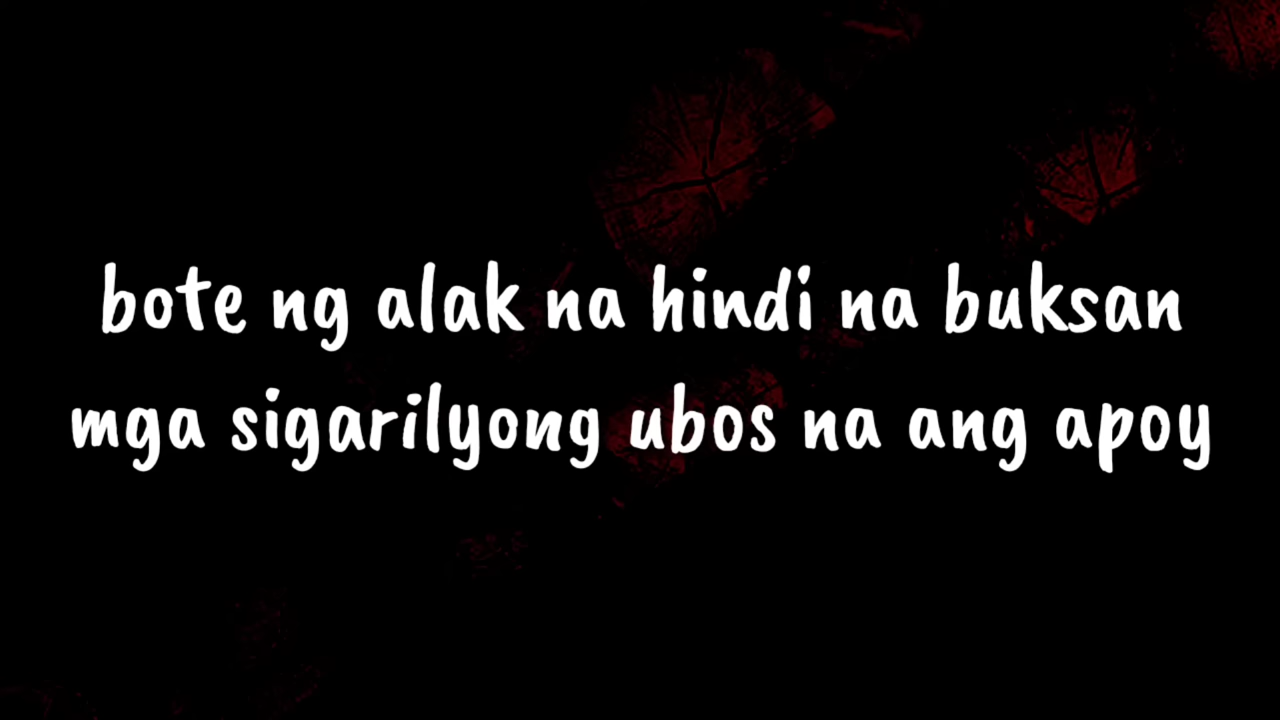 bote ng alak na hindi na buksan
mga sigarilyong ubos na ang apoy